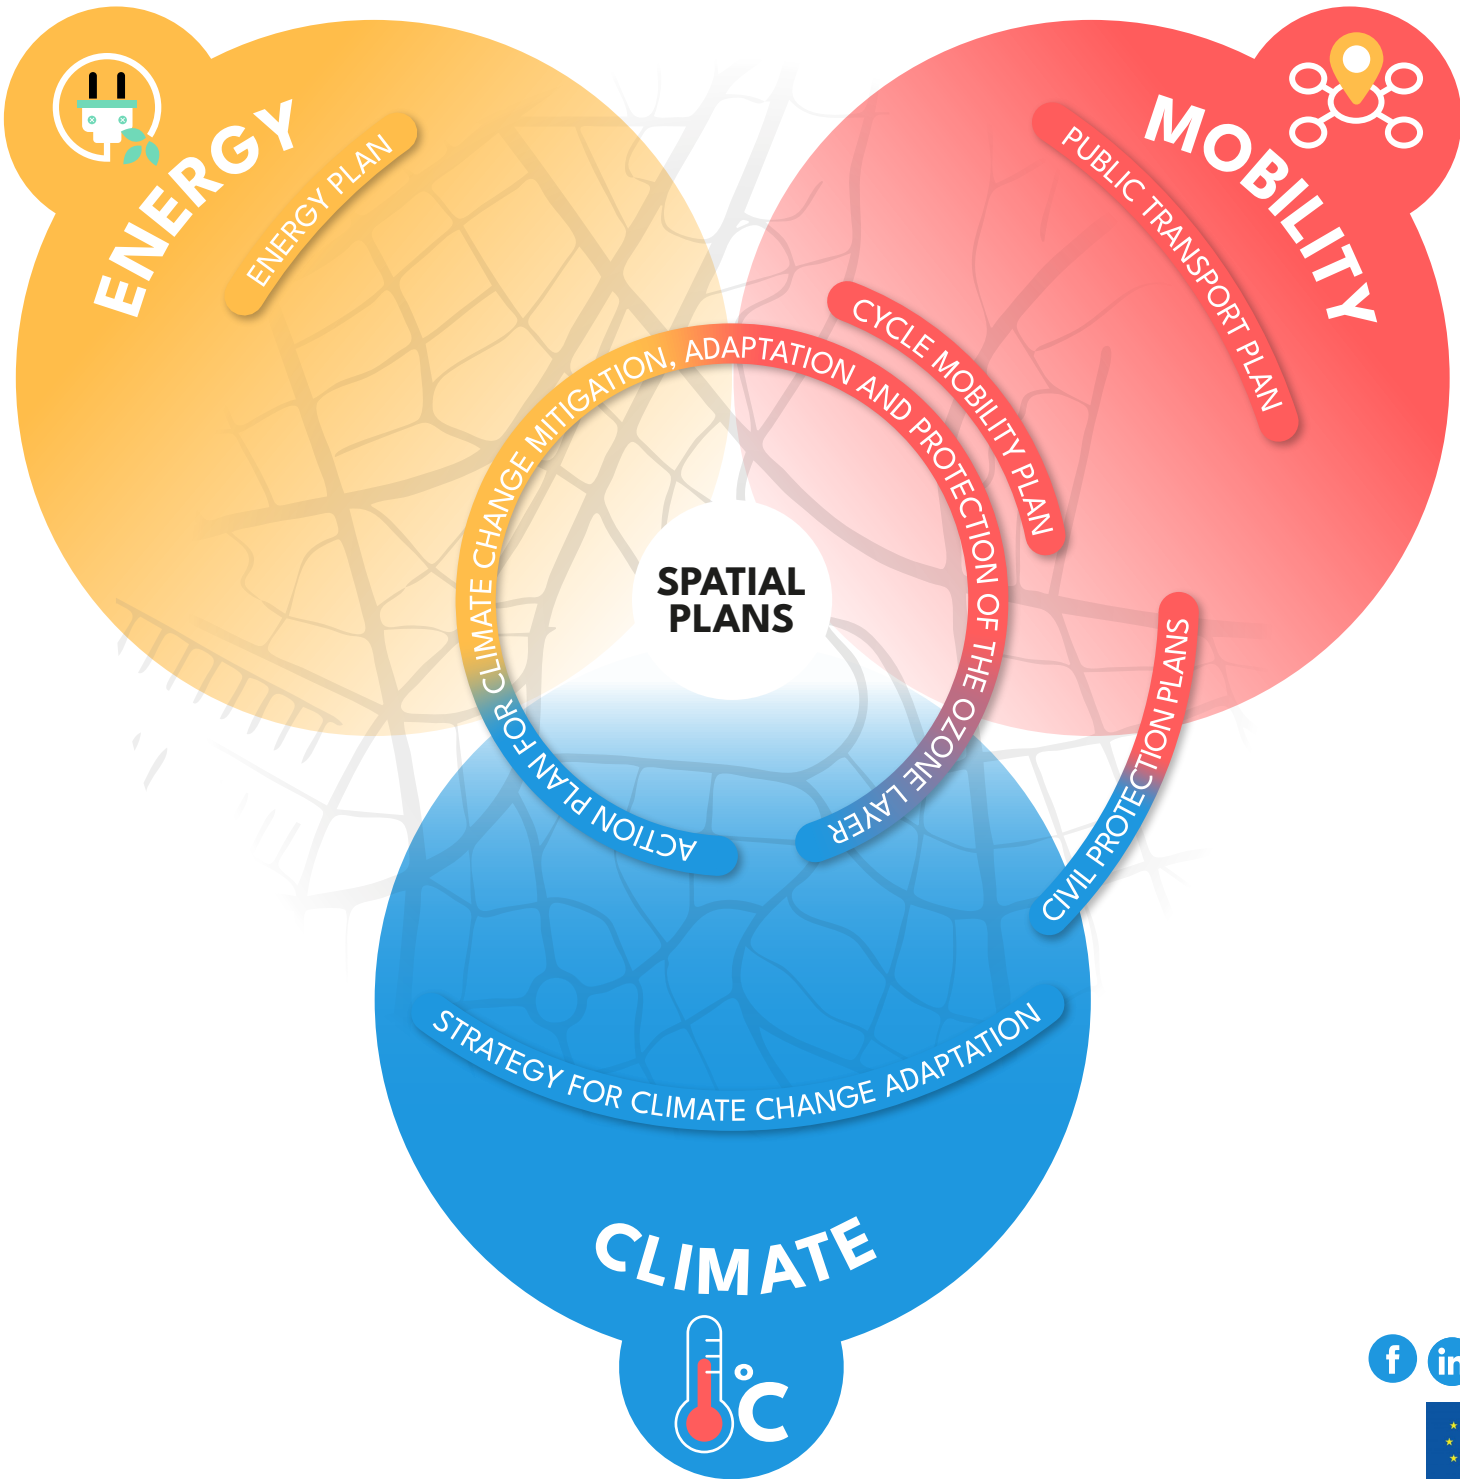 ENERGY
ENERGY PLAN
MOBILITY
PUBLIC TRANSPORT PLAN
CYCLE MOBILITY PLAN
ACTION PLAN FOR CLIMATE CHANGE MITIGATION, ADAPTATION AND PROTECTION OF THE OZONE LAYER
SPATIAL
PLANS
CIVIL PROTECTION PLANS
STRATEGY FOR CLIMATE CHANGE ADAPTATION
CLIMATE
°C
f
in